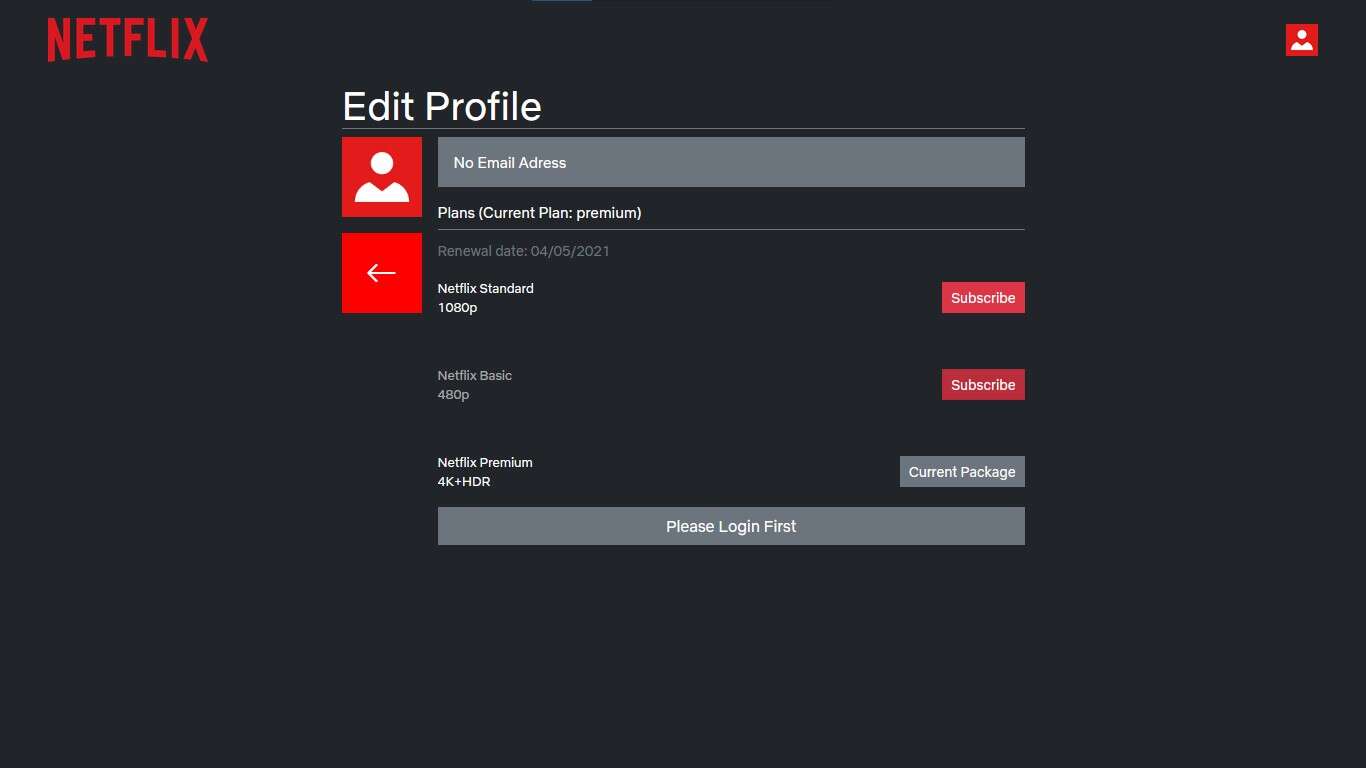 NETFLIX
Edit Profile
No Email Adress
Plans (Current Plan: premium)
Renewal date: 04/05/2021
Netflix Standard
1080p
Subscribe
Netflix Basic
480p
Subscribe
Netflix Premium
4K+HDR
Current Package
Please Login First